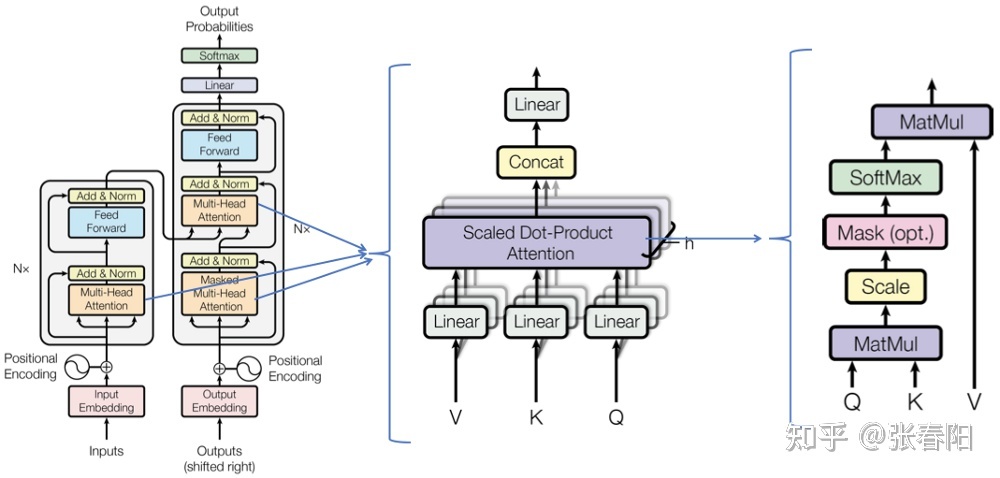 Output
Probabilities
Softmax
Linear
Add & Norm
Feed
Forward
Add & Norm
Multi-Head
Attention
Nx
Add & Norm
Masked
Multi-Head
Attention
Positional
Encoding
Output
Embedding
Outputs
(shifted right)
Add & Norm
Feed
Forward
Nx
Add & Norm
Multi-Head
Attention
Positional
Encoding
Input
Embedding
Inputs
Linear
Concat
Scaled Dot-Product
Attention
h
Linear Linear Linear
V K Q
MatMul
SoftMax
Mask (opt.)
Scale
MatMul
Q K V
知乎 @张春阳